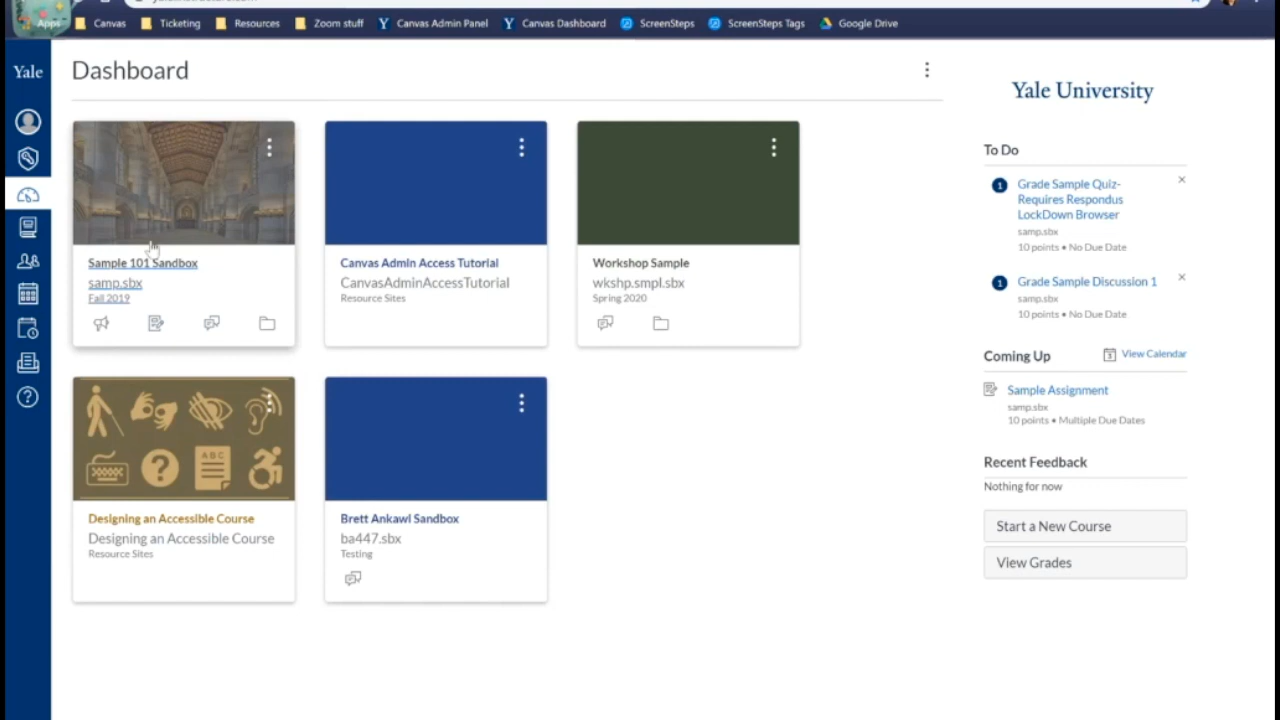 Apps Canvas Ticketing Resources Zoom stuff Canvas Admin Panel Canvas Dashboard ScreenSteps ScreenSteps Tags Google Drive
Yale
Dashboard
Sample 101 Sandbox
samp.sbx
Fall 2019
Canvas Admin Access Tutorial
CanvasAdminAccessTutorial
Resource Sites
Workshop Sample
wkshp.smpl.sbx
Spring 2020
ABC
Designing an Accessible Course
Designing an Accessible Course
Resource Sites
Brett Ankawi Sandbox
ba447.sbx
Testing
Yale University
To Do
1 Grade Sample Quiz-
Requires Respondus
LockDown Browser
samp.sbx
10 points • No Due Date
1 Grade Sample Discussion 1
samp.sbx
10 points • No Due Date
Coming Up View Calendar
Sample Assignment
samp.sbx
10 points • Multiple Due Dates
Recent Feedback
Nothing for now
Start a New Course
View Grades